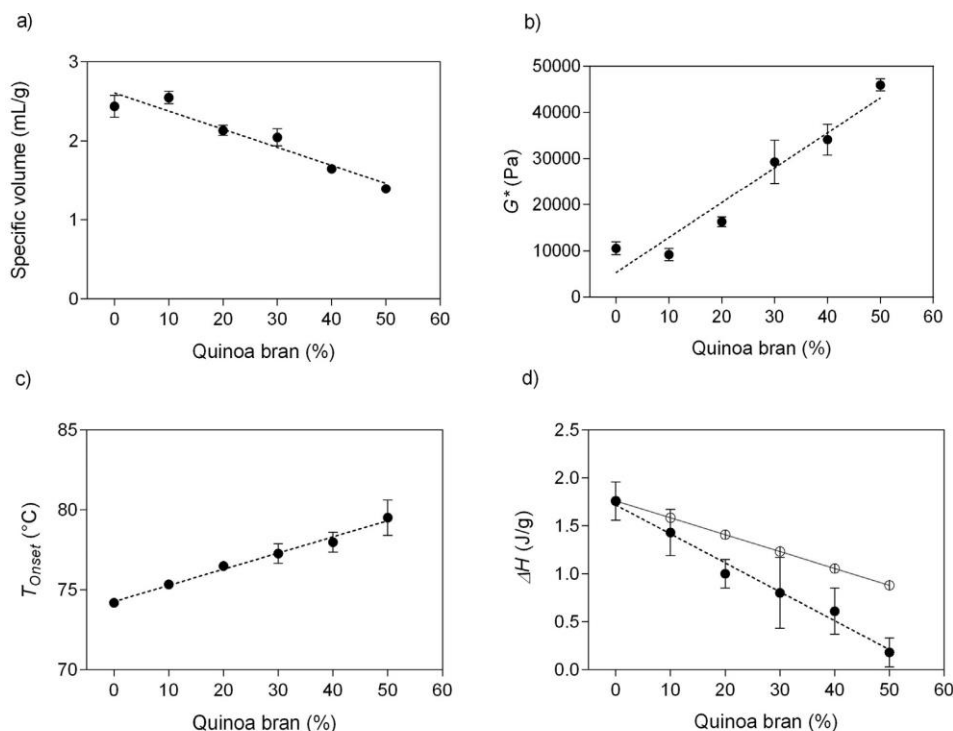 a)
Specific volume (mL/g)
3
2
1
0
0 10 20 30 40 50 60
Quinoa bran (%)
b)
G* (Pa)
50000
40000
30000
20000
10000
0
0 10 20 30 40 50 60
Quinoa bran (%)
c)
T_Onset (°C)
85
80
75
70
0 10 20 30 40 50 60
Quinoa bran (%)
d)
ΔH (J/g)
2.5
2.0
1.5
1.0
0.5
0.0
0 10 20 30 40 50 60
Quinoa bran (%)